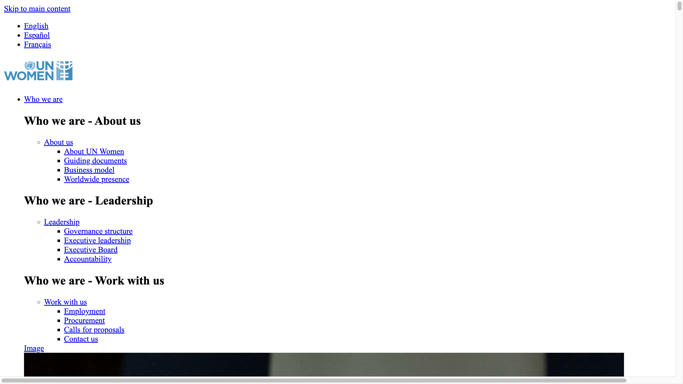 Skip to main content
English
Español
Français
UN
WOMEN
Who we are
Who we are - About us
About us
About UN Women
Guiding documents
Business model
Worldwide presence
Who we are - Leadership
Leadership
Governance structure
Executive leadership
Executive Board
Accountability
Who we are - Work with us
Work with us
Employment
Procurement
Calls for proposals
Contact us
Image